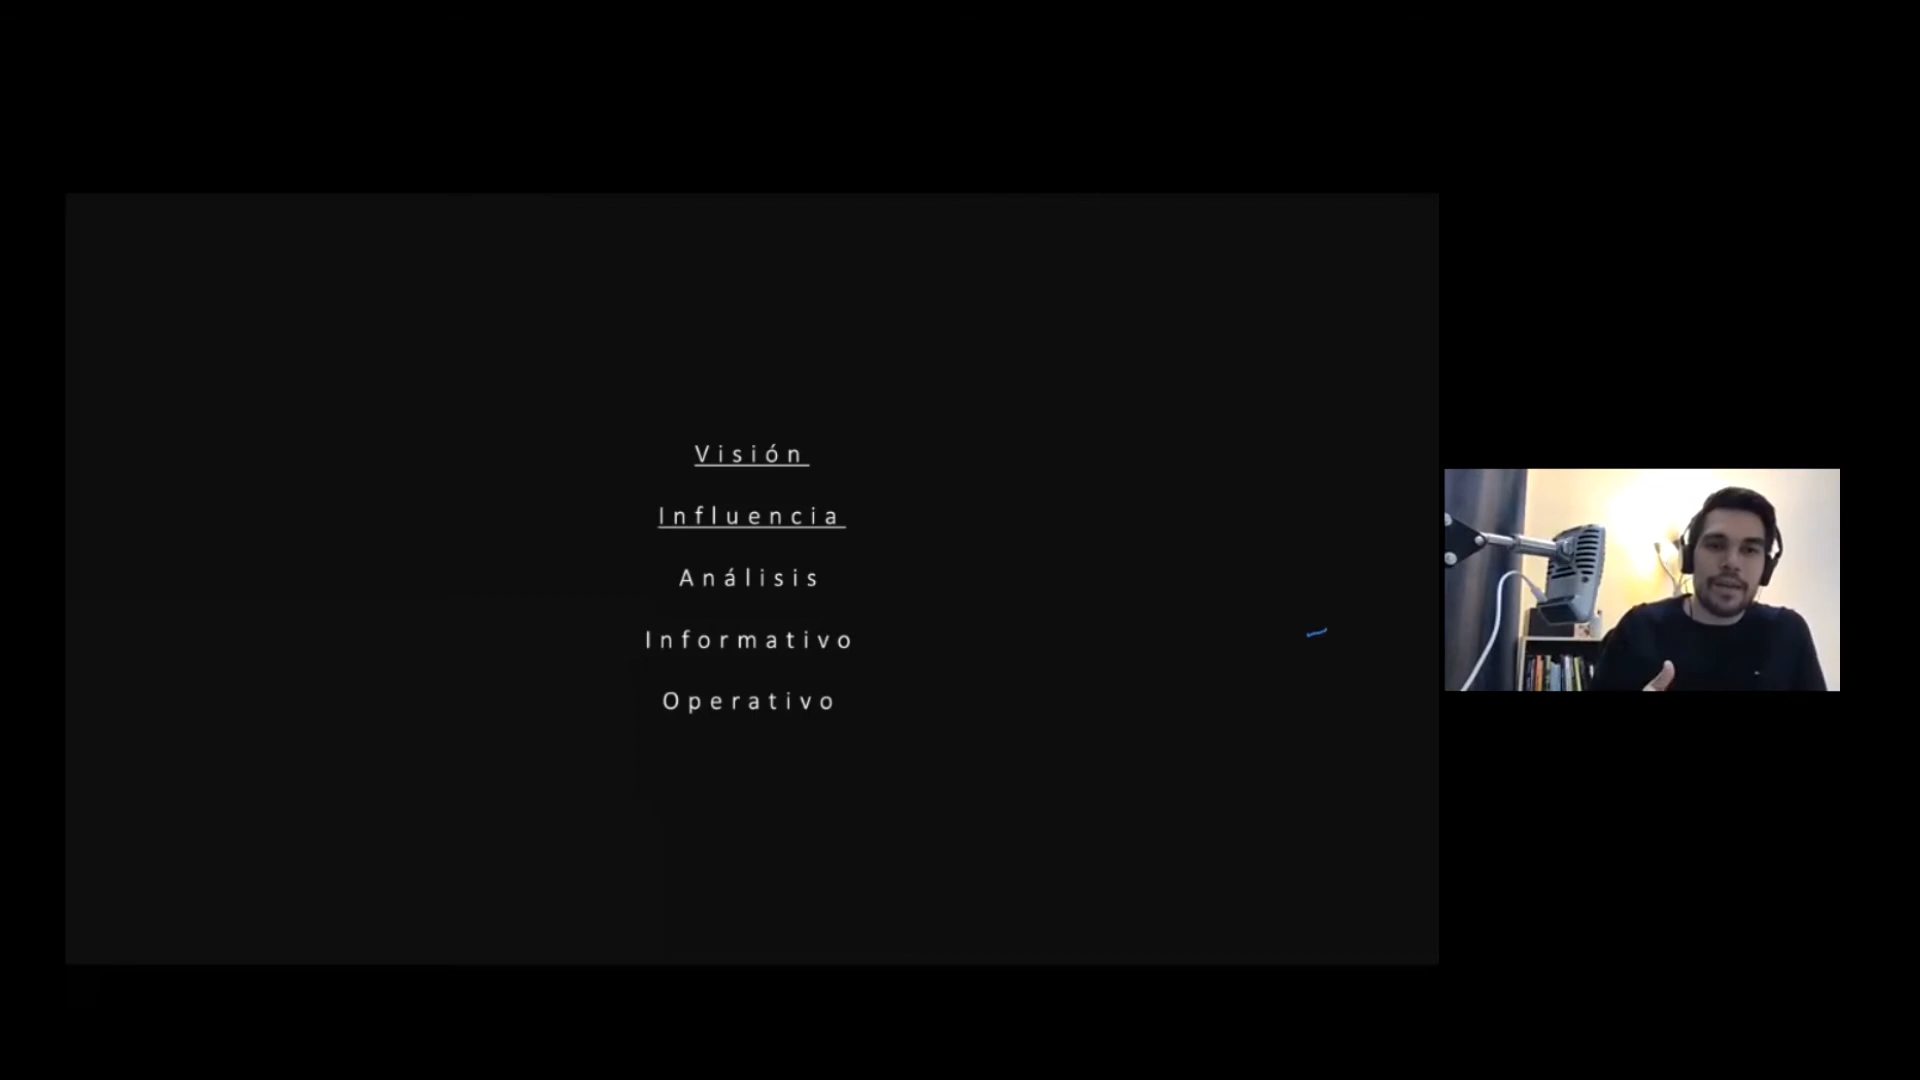 Visión
Influencia
Análisis
Informativo
Operativo